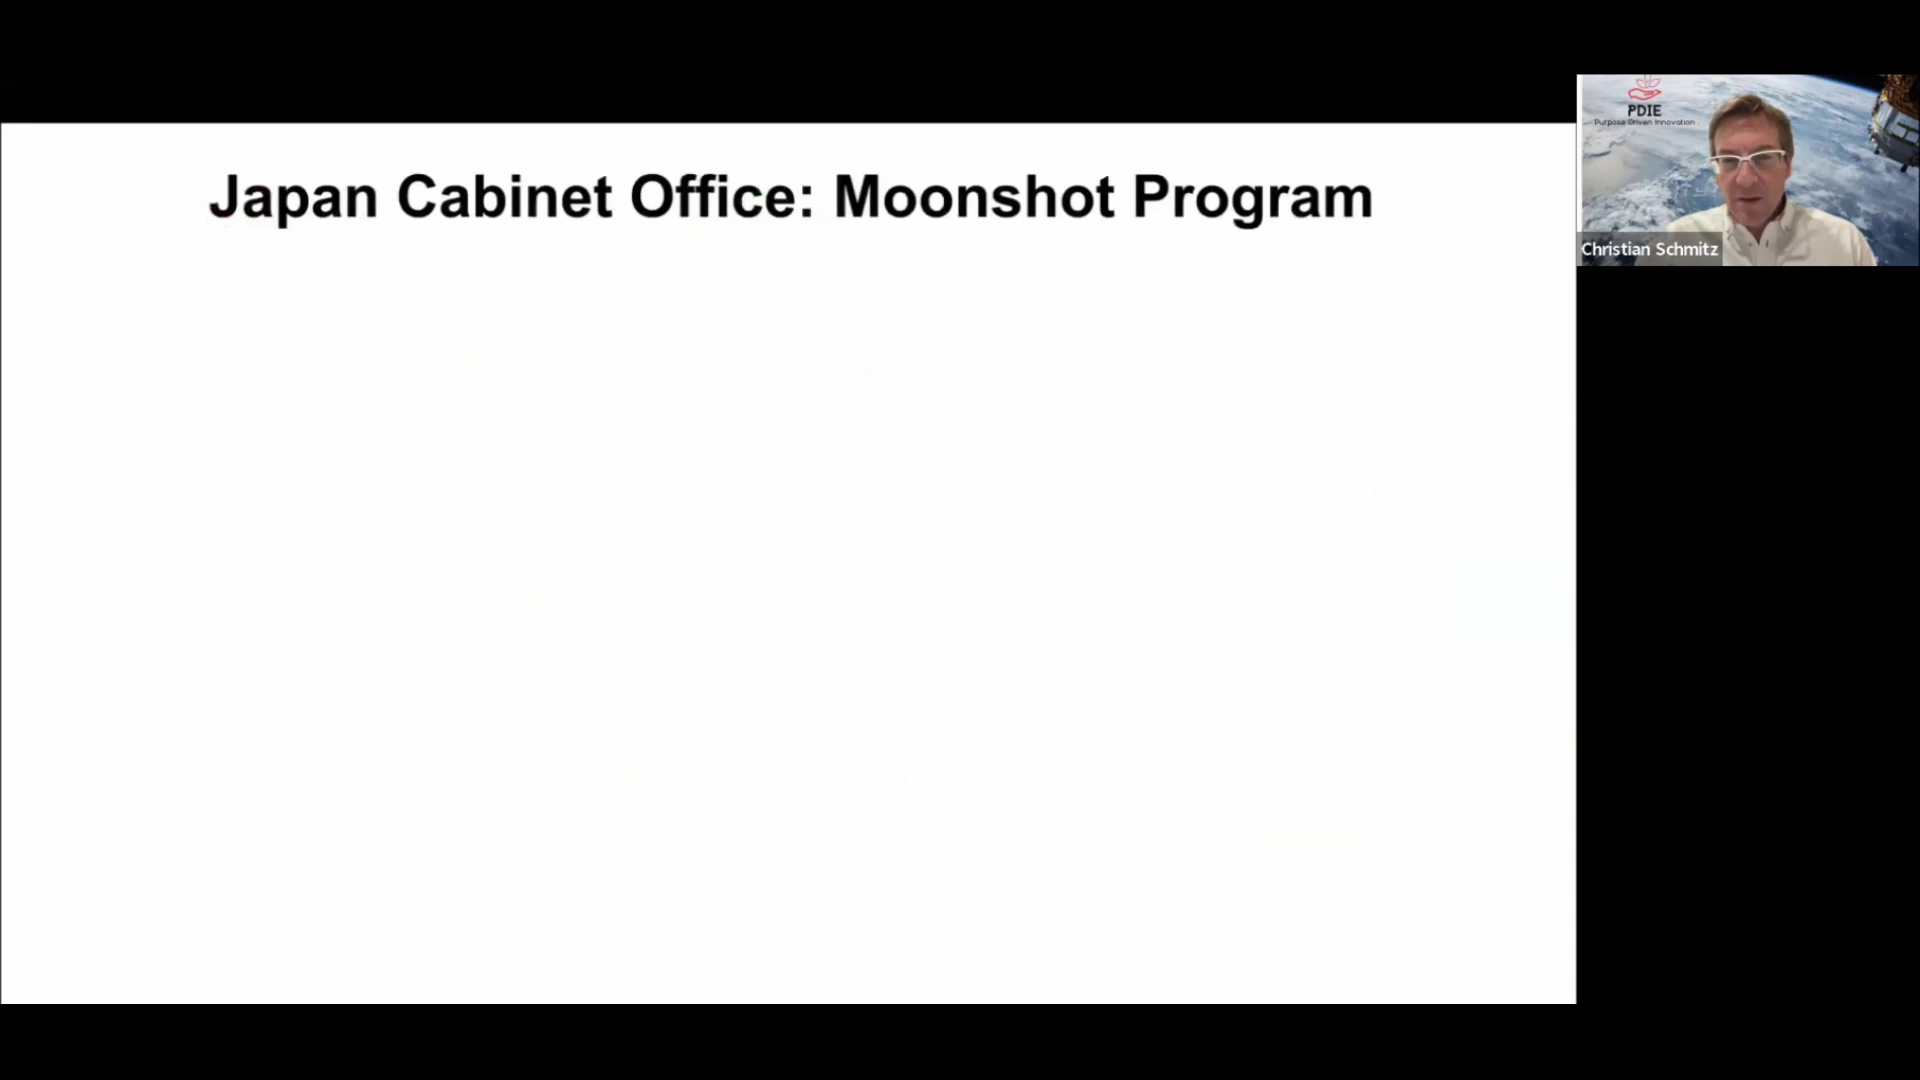 Japan Cabinet Office: Moonshot Program
PDIE
Purpose Driven Innovation
Christian Schmitz